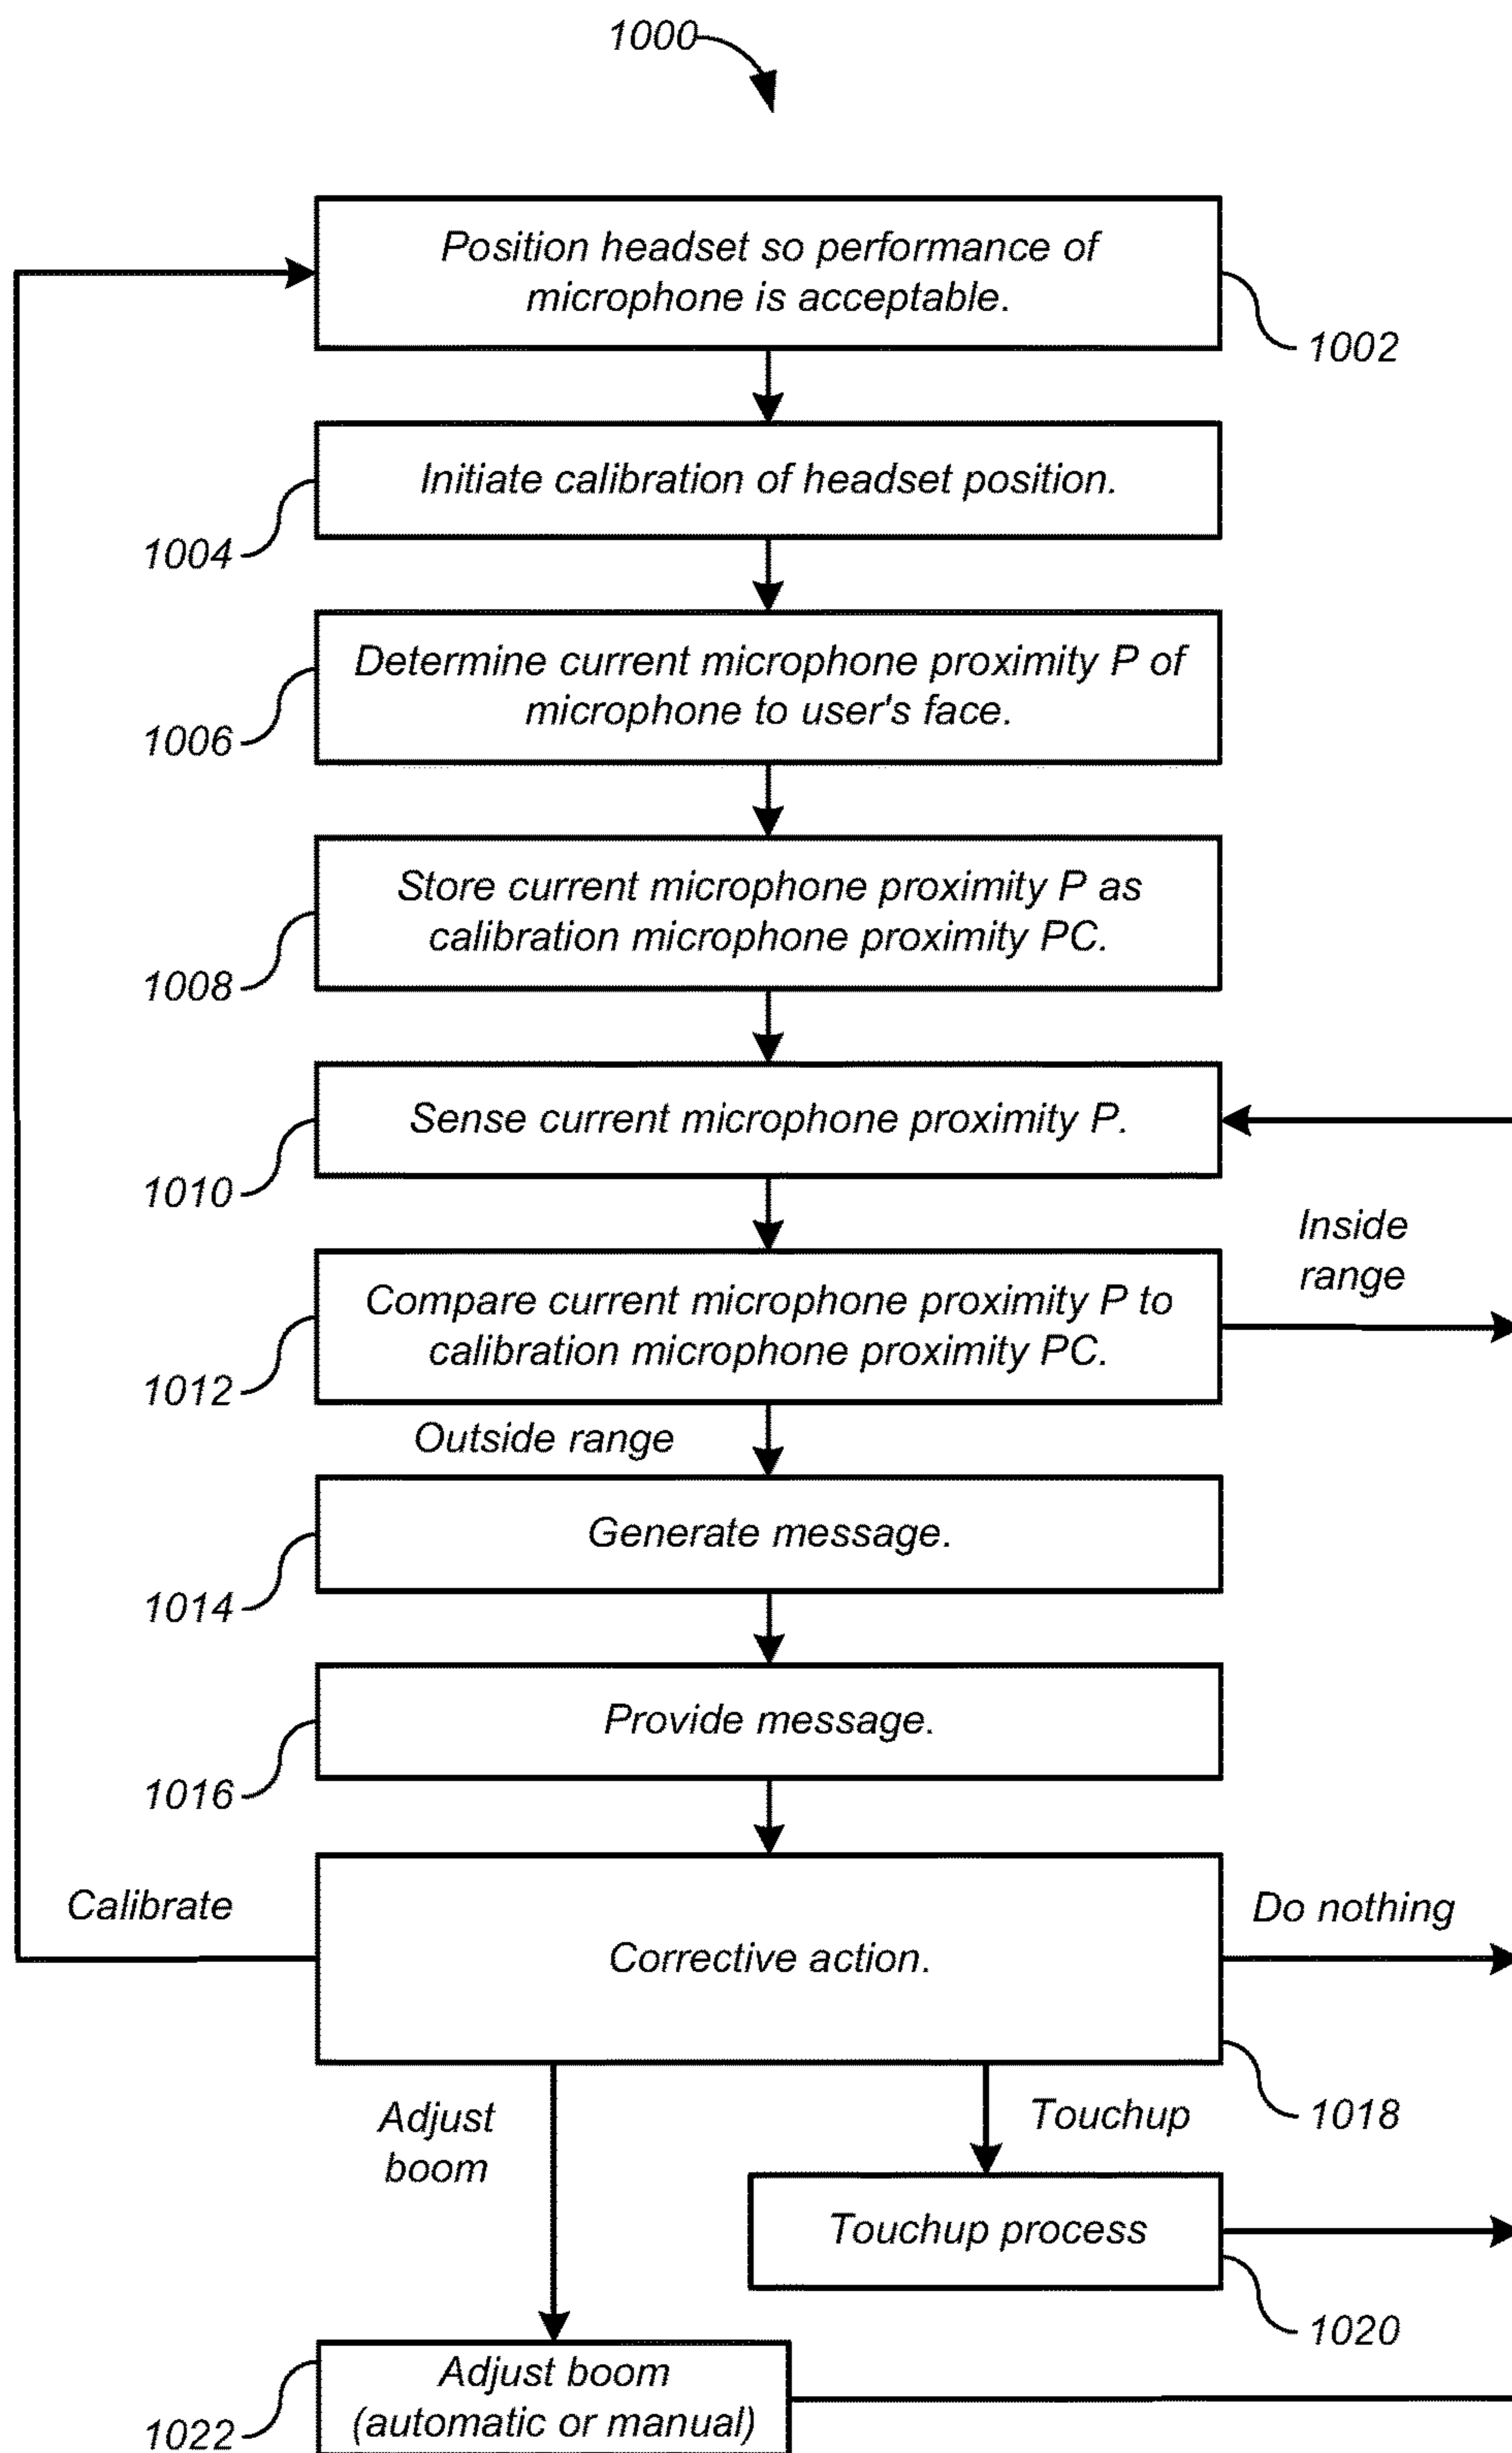 1000
Position headset so performance of
microphone is acceptable.
1002
Initiate calibration of headset position.
1004
Determine current microphone proximity P of
microphone to user's face.
1006
Store current microphone proximity P as
calibration microphone proximity PC.
1008
Sense current microphone proximity P.
1010
Inside
range
Compare current microphone proximity P to
calibration microphone proximity PC.
1012
Outside range
Generate message.
1014
Provide message.
1016
Calibrate
Corrective action.
Do nothing
1018
Adjust
boom
Touchup
Touchup process
1020
Adjust boom
(automatic or manual)
1022